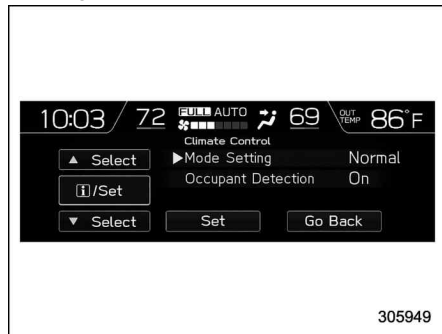 10:03 72 FULL AUTO 69 OUT TEMP 86°F
Climate Control
▲ Select ▶Mode Setting Normal
i/Set Occupant Detection On
▼ Select Set Go Back
305949